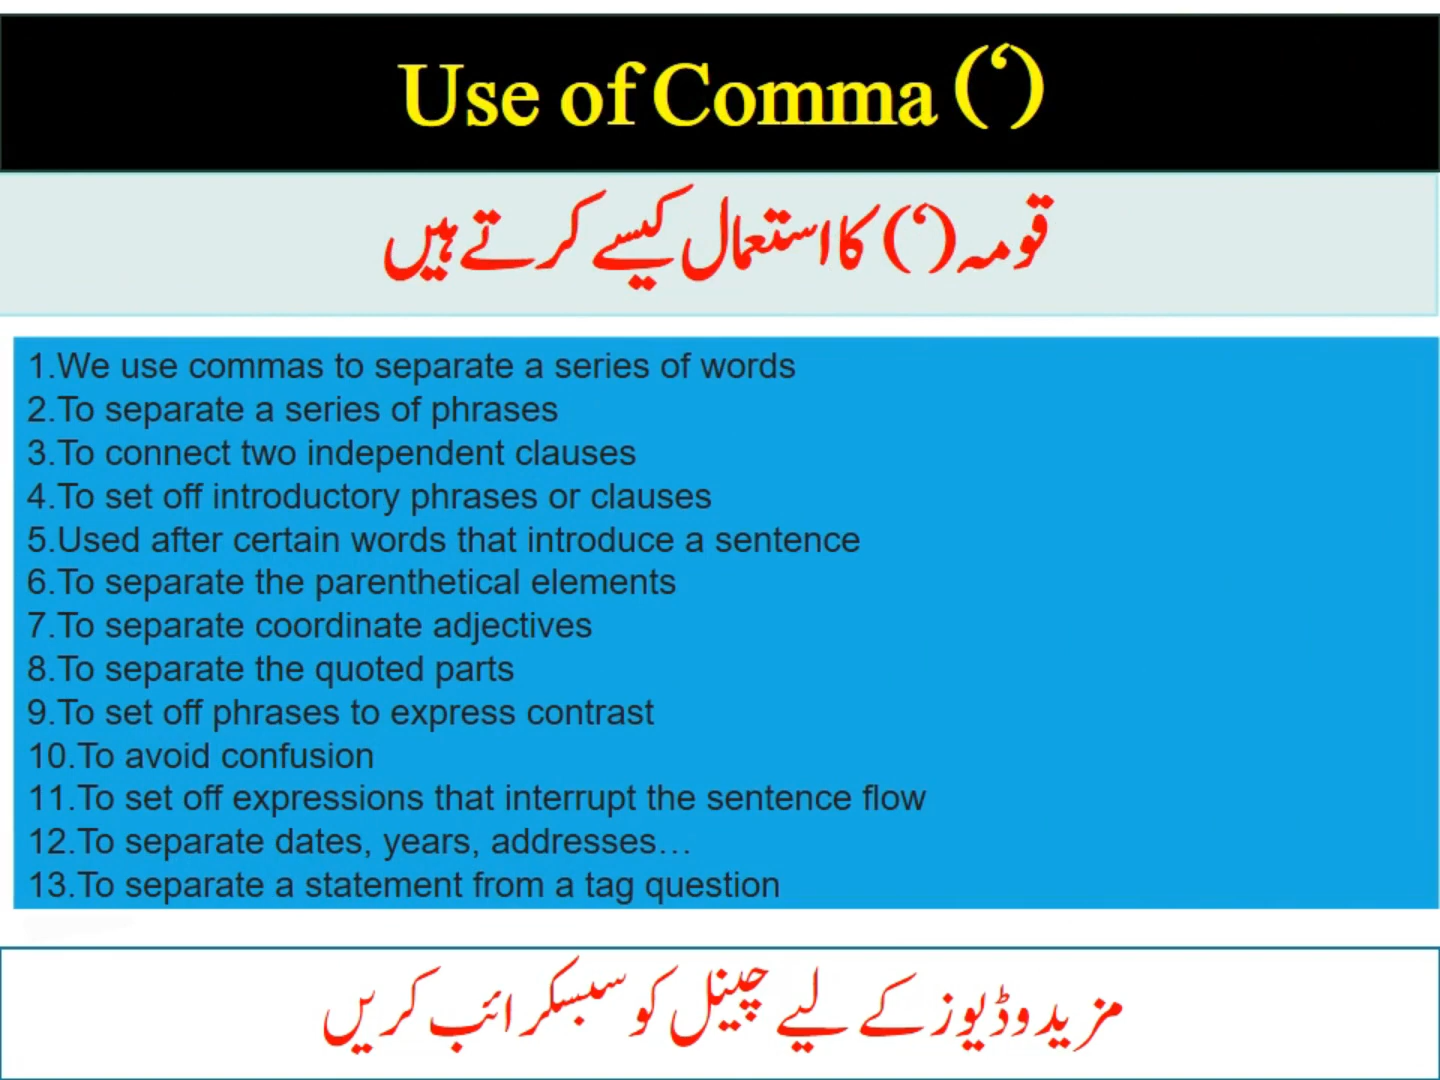 Use of Comma (‘)
قومہ (‘) کا استعمال کیسے کرتے ہیں
1.We use commas to separate a series of words
2.To separate a series of phrases
3.To connect two independent clauses
4.To set off introductory phrases or clauses
5.Used after certain words that introduce a sentence
6.To separate the parenthetical elements
7.To separate coordinate adjectives
8.To separate the quoted parts
9.To set off phrases to express contrast
10.To avoid confusion
11.To set off expressions that interrupt the sentence flow
12.To separate dates, years, addresses…
13.To separate a statement from a tag question
مزید وڈیوز کے لیے چینل کو سبسکرائب کریں